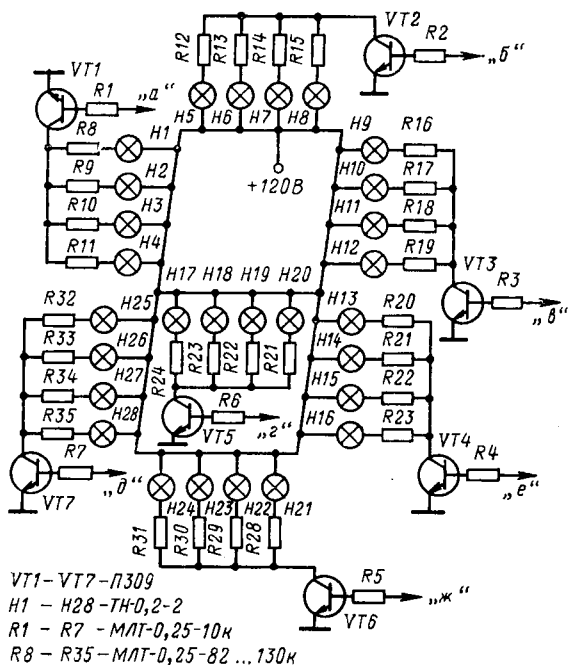 R12 R13 R14 R15
VT2
R2
„б“
VT1
R1
„а“
H5 H6 H7 H8
R8 H1
R9 H2
R10 H3
R11 H4
+120В
H9 R16
H10 R17
H11 R18
H12 R19
VT3
R3
„в“
H17 H18 H19 H20
R24 R23 R22 R21
R6
VT5
„г“
R32 H25
R33 H26
R34 H27
R35 H28
R7
VT7
„д“
H13 R20
H14 R21
H15 R22
H16 R23
VT4
R4
„е“
H24 H23 H22 H21
R31 R30 R29 R28
R5
VT6
„ж“
VT1-VT7-П309
H1 - H28 -ТН-0,2-2
R1 - R7 - МЛТ-0,25-10к
R8 - R35 - МЛТ-0,25-82 ...130к